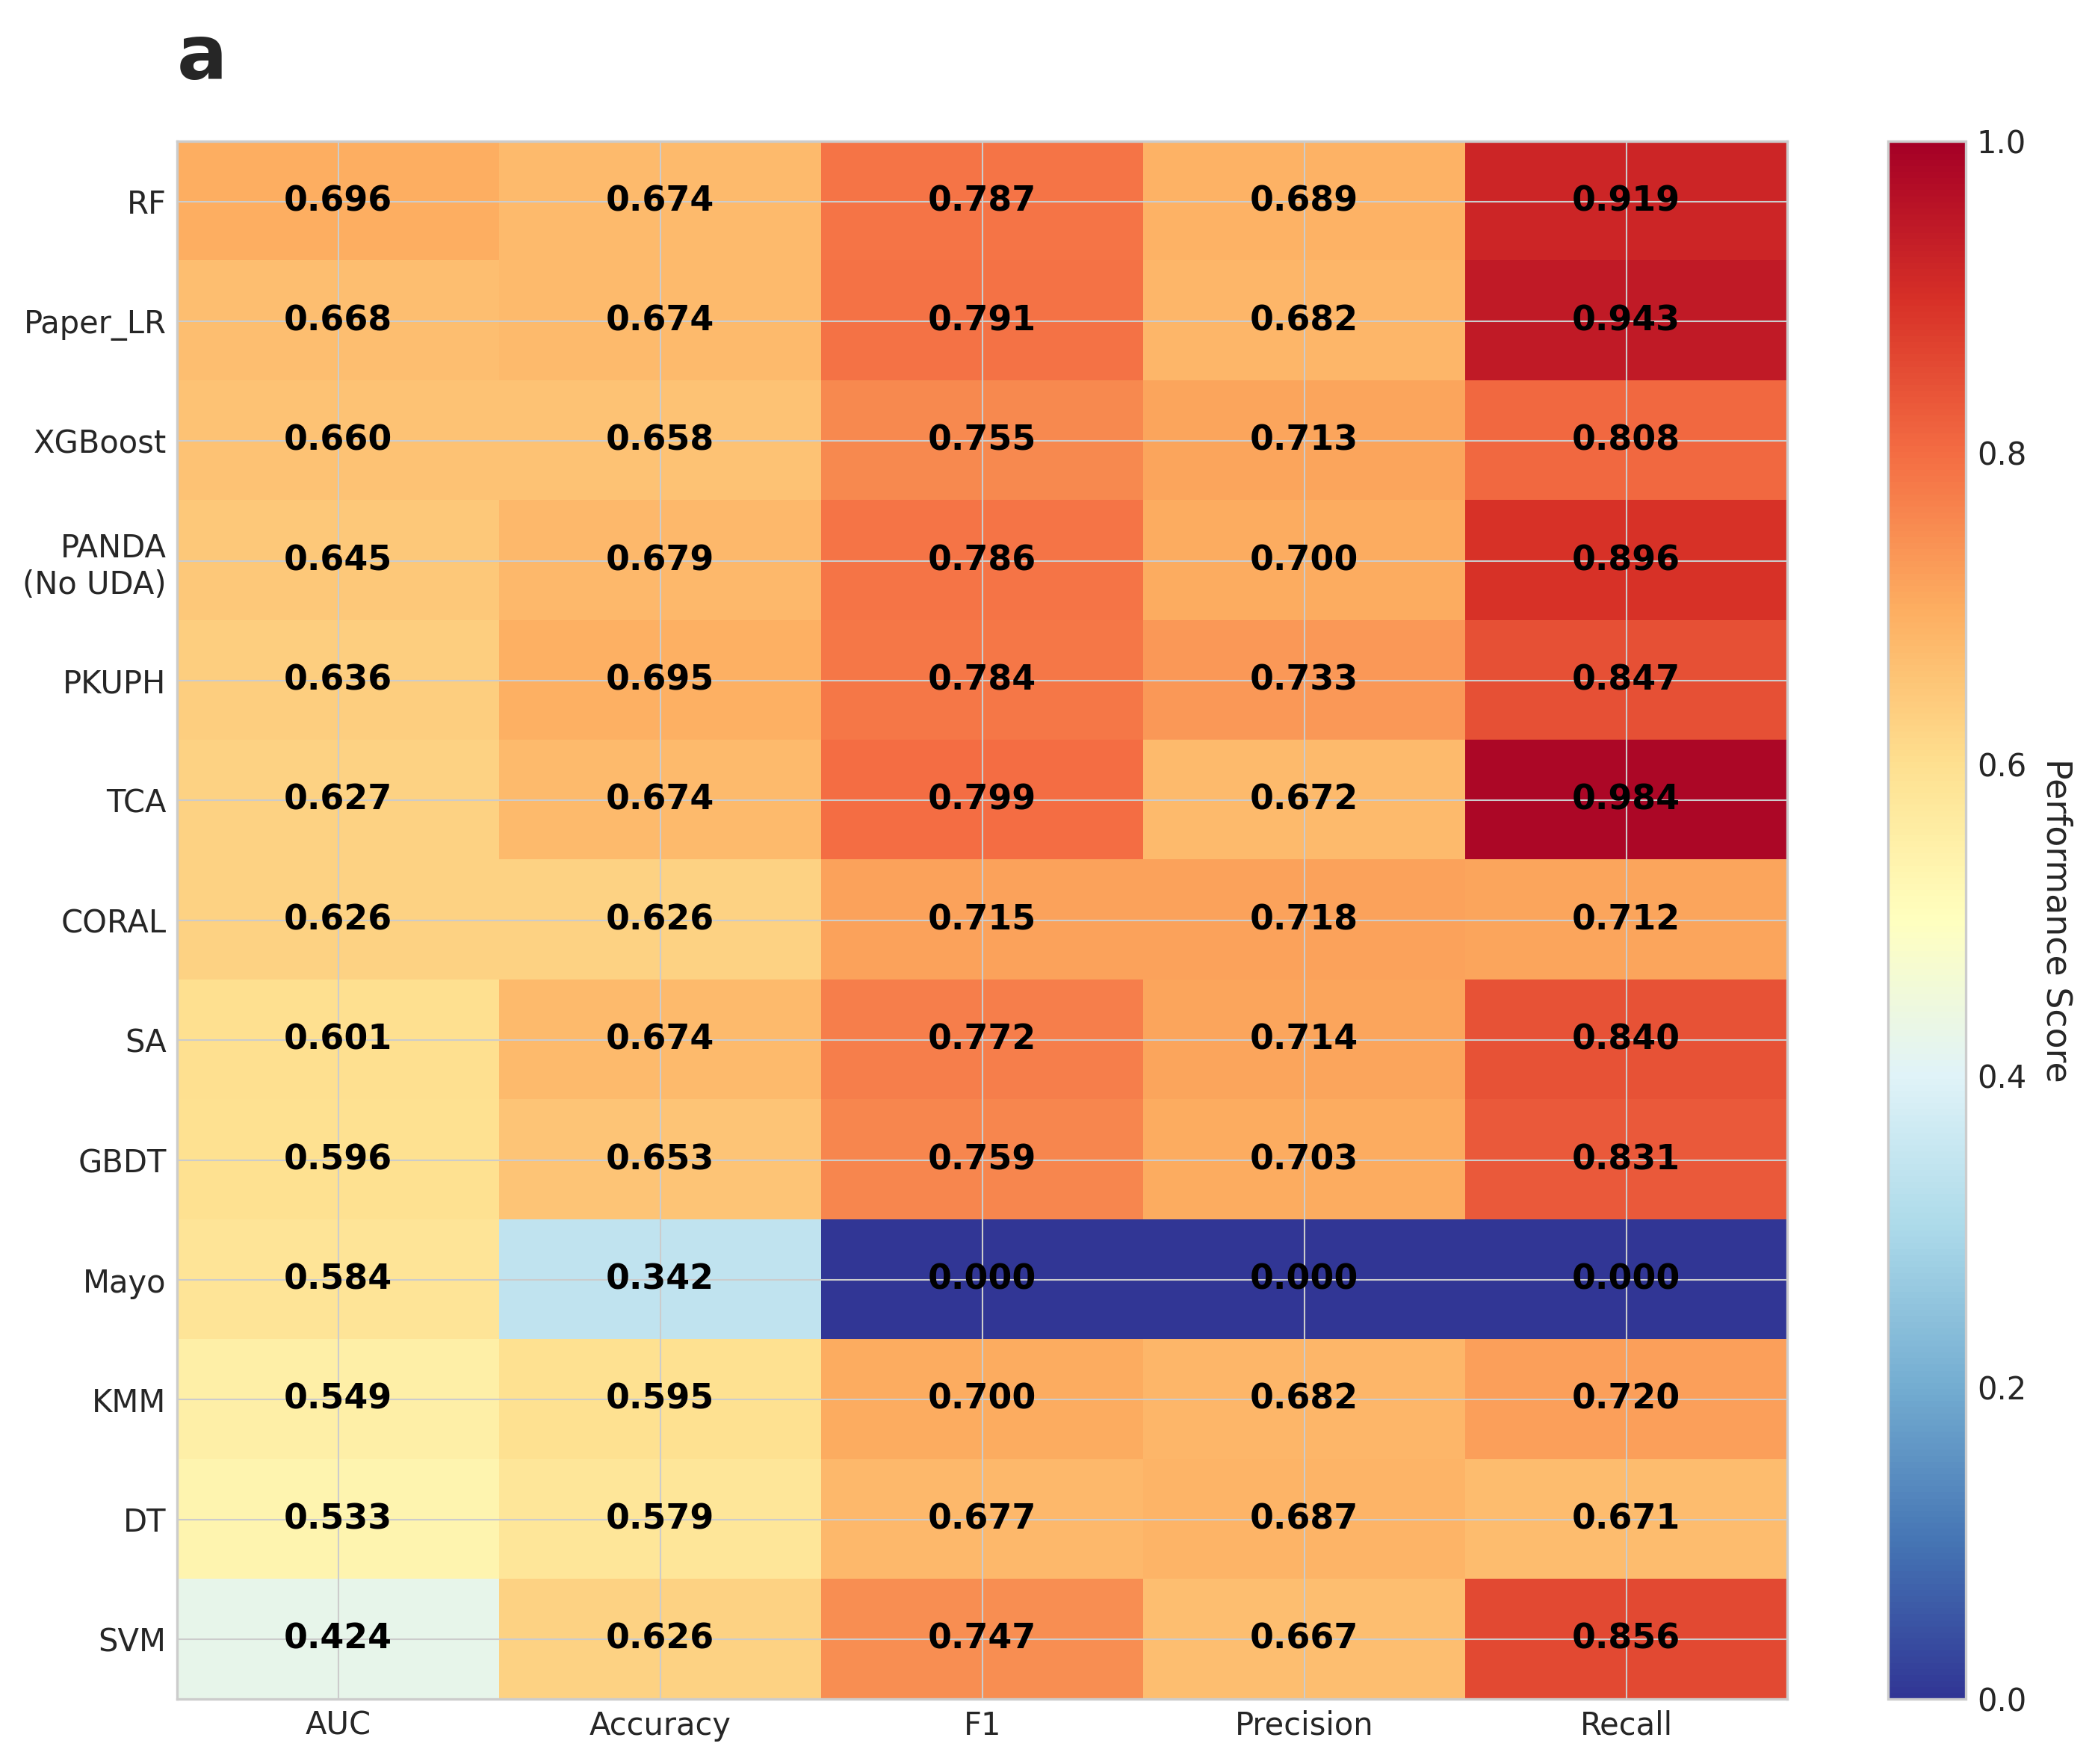 a
RF 0.696 0.674 0.787 0.689 0.919
Paper_LR 0.668 0.674 0.791 0.682 0.943
XGBoost 0.660 0.658 0.755 0.713 0.808
PANDA
(No UDA) 0.645 0.679 0.786 0.700 0.896
PKUPH 0.636 0.695 0.784 0.733 0.847
TCA 0.627 0.674 0.799 0.672 0.984
CORAL 0.626 0.626 0.715 0.718 0.712
SA 0.601 0.674 0.772 0.714 0.840
GBDT 0.596 0.653 0.759 0.703 0.831
Mayo 0.584 0.342 0.000 0.000 0.000
KMM 0.549 0.595 0.700 0.682 0.720
DT 0.533 0.579 0.677 0.687 0.671
SVM 0.424 0.626 0.747 0.667 0.856
AUC Accuracy F1 Precision Recall
1.0
0.8
0.6
0.4
0.2
0.0
Performance Score